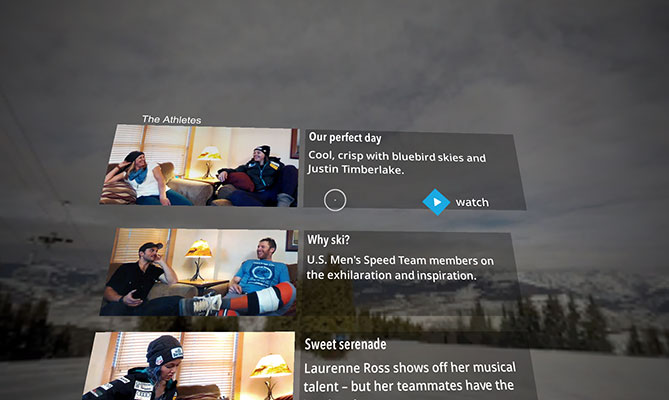 The Athletes
Our perfect day
Cool, crisp with bluebird skies and
Justin Timberlake.
watch
Why ski?
U.S. Men's Speed Team members on
the exhilaration and inspiration.
Sweet serenade
Laurenne Ross shows off her musical
talent – but her teammates have the